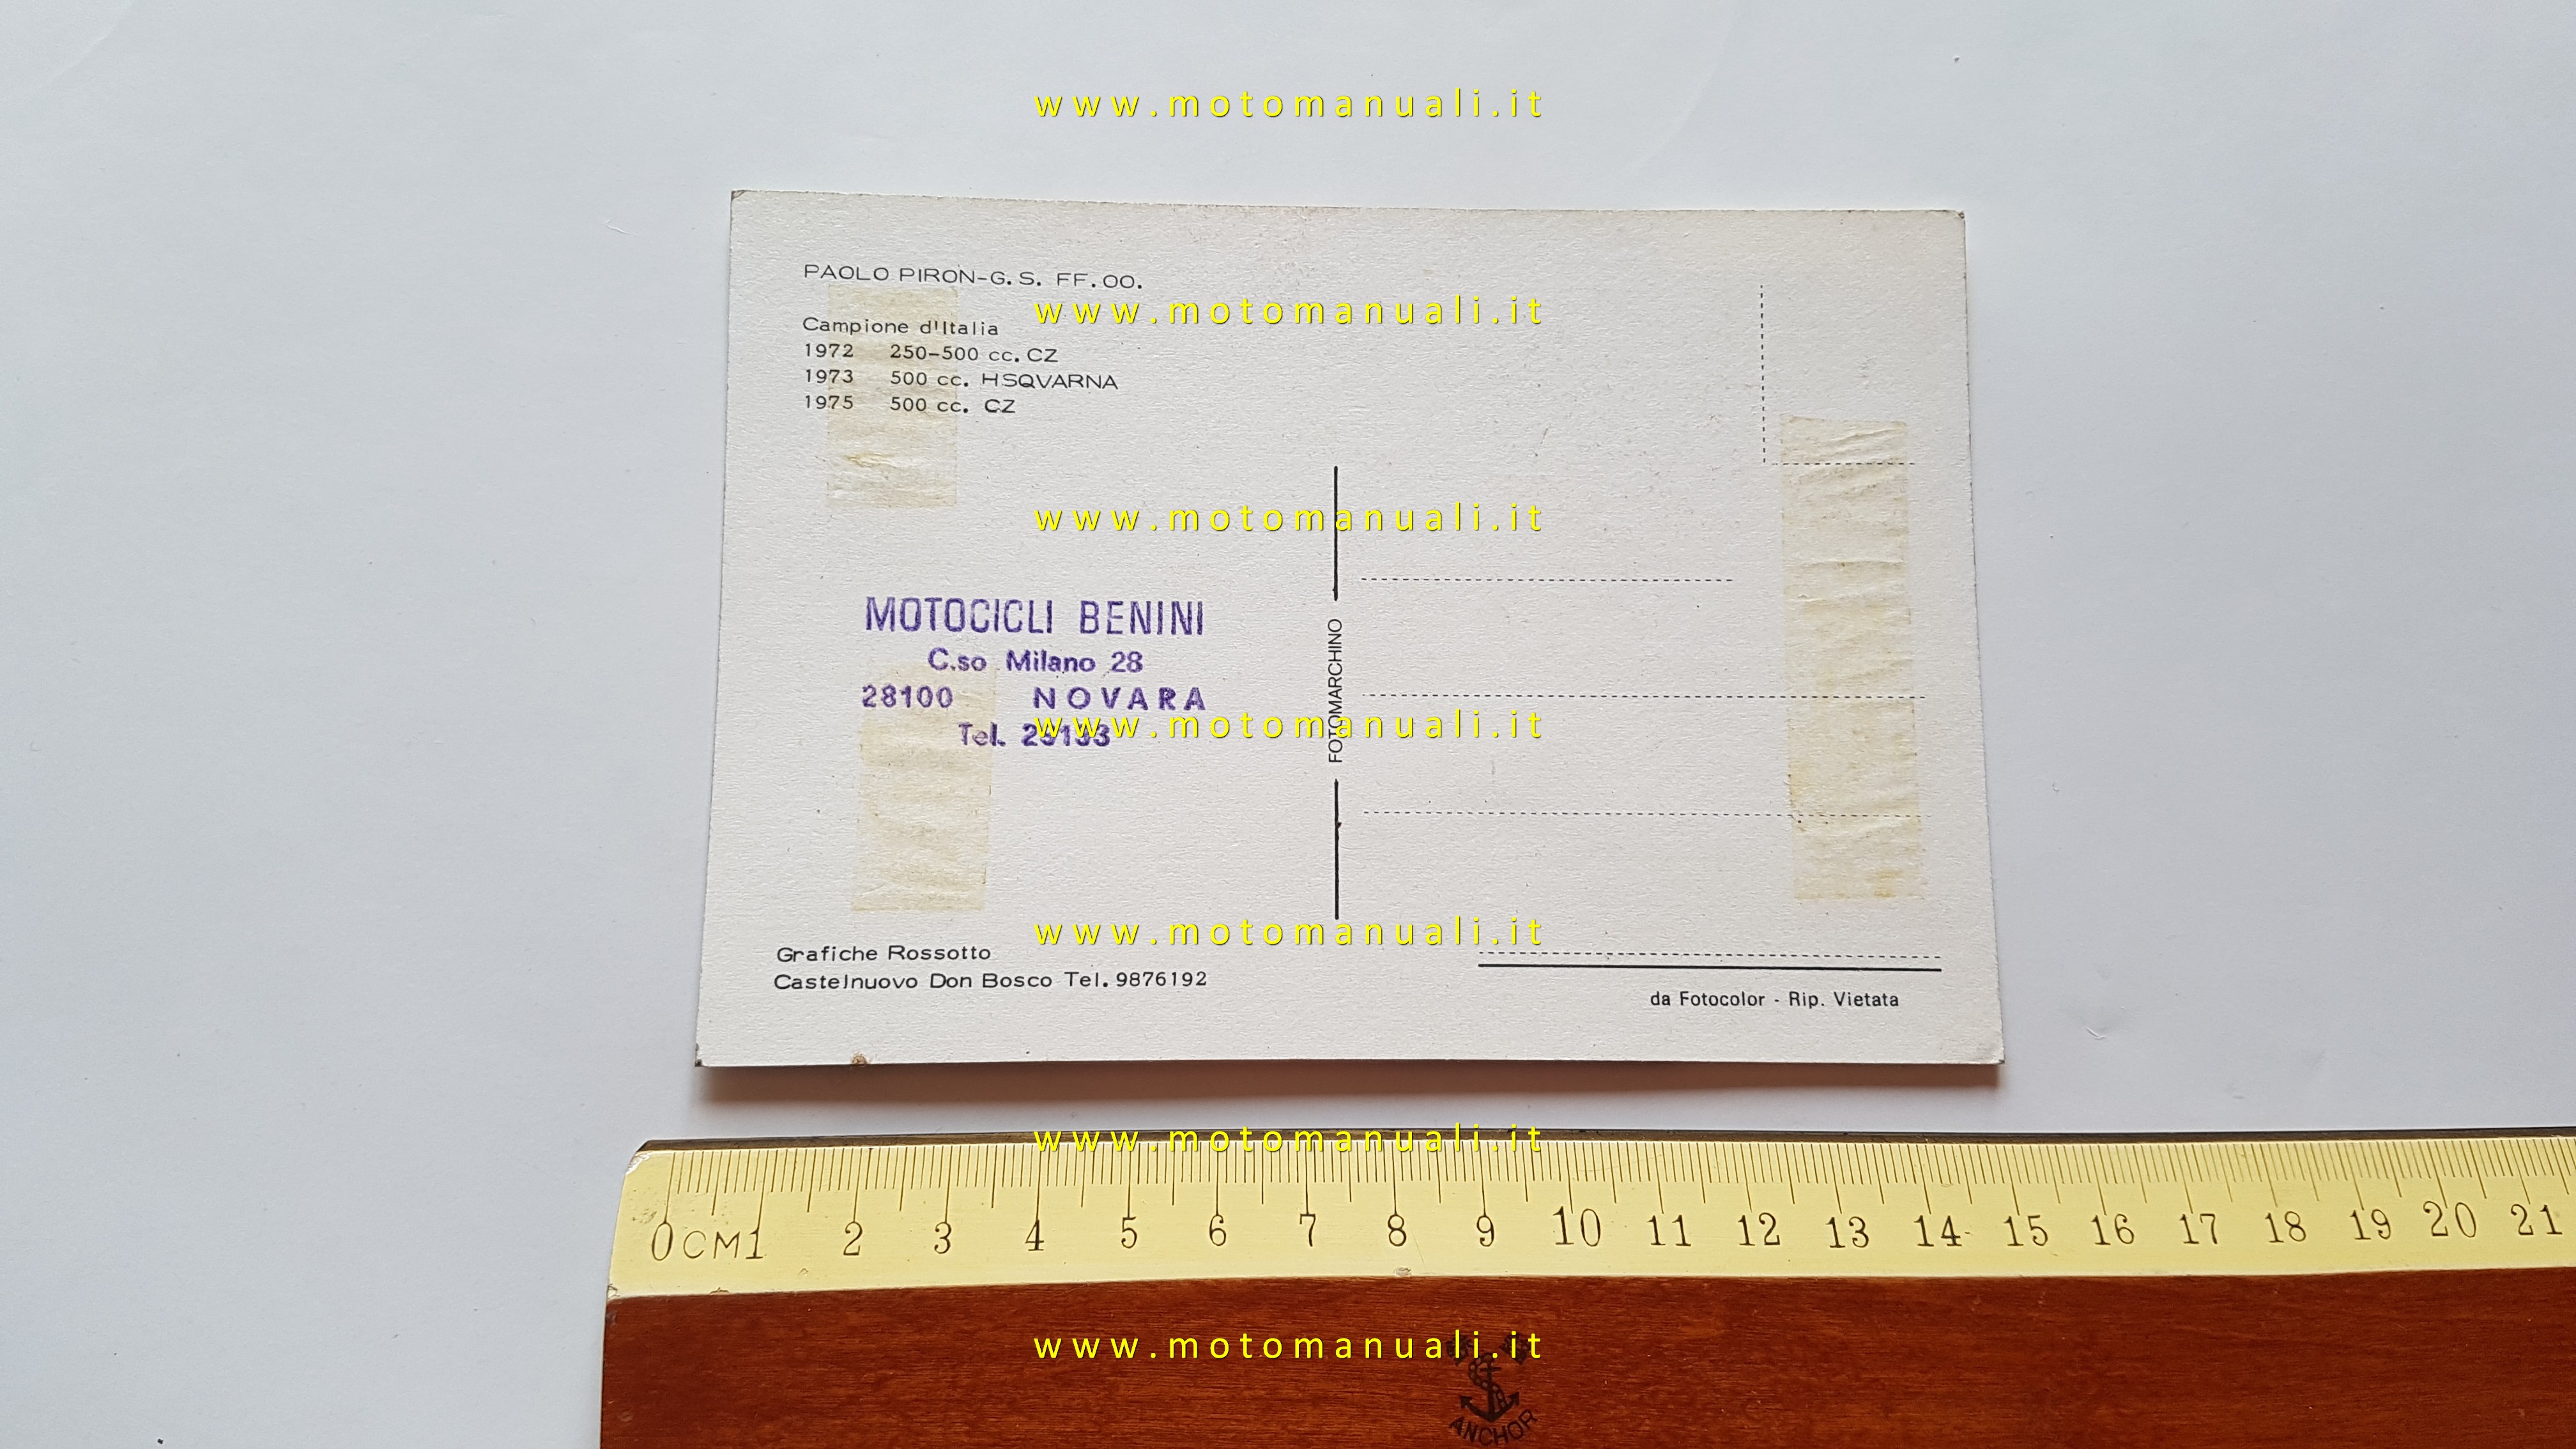 www.motomanuali.it
PAOLO PIRON-G.S. FF.OO.
www.motomanuali.it
Campione d'Italia
1972 250-500 cc. CZ
1973 500 cc. HSQVARNA
1975 500 cc. CZ
www.motomanuali.it
MOTOCICLI BENINI
C.so Milano 28
28100 NOVARA
Tel.
www.motomanuali.it
FOTOMARCHINO
www.motomanuali.it
Grafiche Rossotto
Castelnuovo Don Bosco Tel. 9876192
da Fotocolor - Rip. Vietata
www.motomanuali.it
0 CM 1 2 3 4 5 6 7 8 9 10 11 12 13 14 15 16 17 18 19 20 21
www.motomanuali.it
ANCHOR